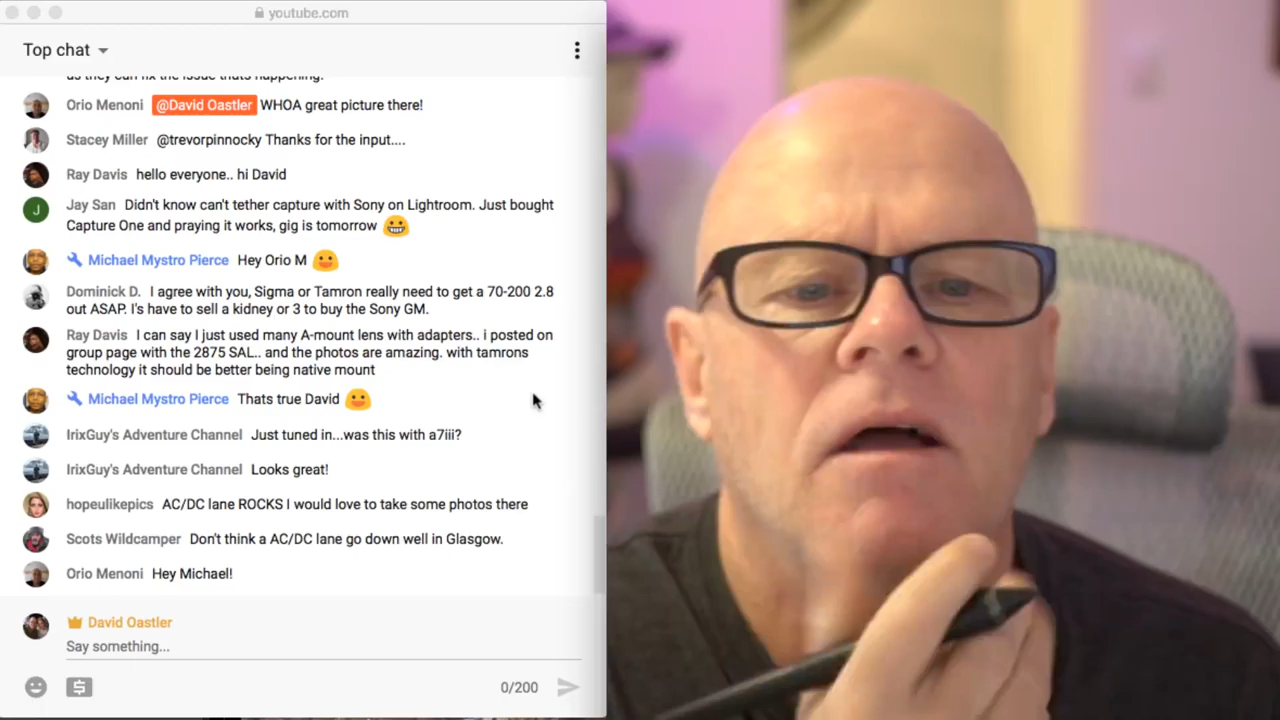 youtube.com
Top chat
as they can fix the issue thats happening.
Orio Menoni @David Oastler WHOA great picture there!
Stacey Miller @trevorpinnocky Thanks for the input....
Ray Davis hello everyone.. hi David
J
Jay San Didn't know can't tether capture with Sony on Lightroom. Just bought
Capture One and praying it works, gig is tomorrow
Michael Mystro Pierce Hey Orio M
Dominick D. I agree with you, Sigma or Tamron really need to get a 70-200 2.8
out ASAP. I's have to sell a kidney or 3 to buy the Sony GM.
Ray Davis I can say I just used many A-mount lens with adapters.. i posted on
group page with the 2875 SAL.. and the photos are amazing. with tamrons
technology it should be better being native mount
Michael Mystro Pierce Thats true David
IrixGuy's Adventure Channel Just tuned in...was this with a7iii?
IrixGuy's Adventure Channel Looks great!
hopeulikepics AC/DC lane ROCKS I would love to take some photos there
Scots Wildcamper Don't think a AC/DC lane go down well in Glasgow.
Orio Menoni Hey Michael!
David Oastler
Say something...
$ 0/200